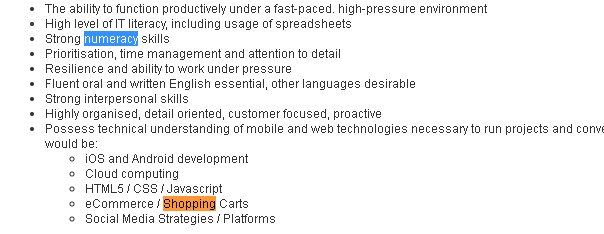 The ability to function productively under a fast-paced. high-pressure environment
High level of IT literacy, including usage of spreadsheets
Strong numeracy skills
Prioritisation, time management and attention to detail
Resilience and ability to work under pressure
Fluent oral and written English essential, other languages desirable
Strong interpersonal skills
Highly organised, detail oriented, customer focused, proactive
Possess technical understanding of mobile and web technologies necessary to run projects and
would be:
iOS and Android development
Cloud computing
HTML5 / CSS / Javascript
eCommerce / Shopping Carts
Social Media Strategies / Platforms